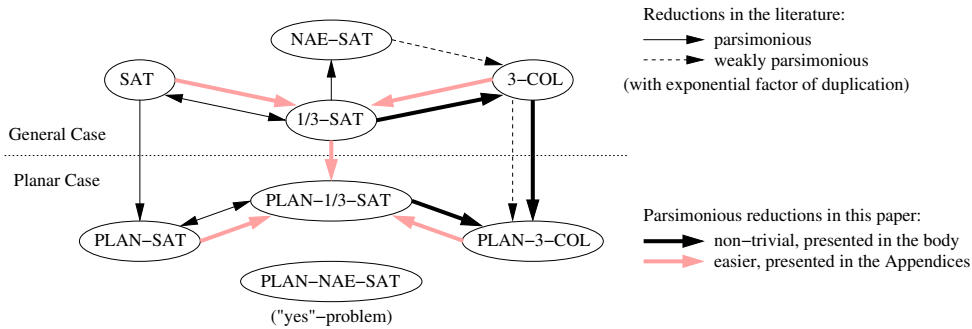 Reductions in the literature:
NAE−SAT
parsimonious
weakly parsimonious
SAT
3−COL
(with exponential factor of duplication)
1/3−SAT
General Case
Planar Case
PLAN−1/3−SAT
Parsimonious reductions in this paper:
PLAN−SAT
PLAN−3−COL
non−trivial, presented in the body
easier, presented in the Appendices
PLAN−NAE−SAT
("yes"−problem)